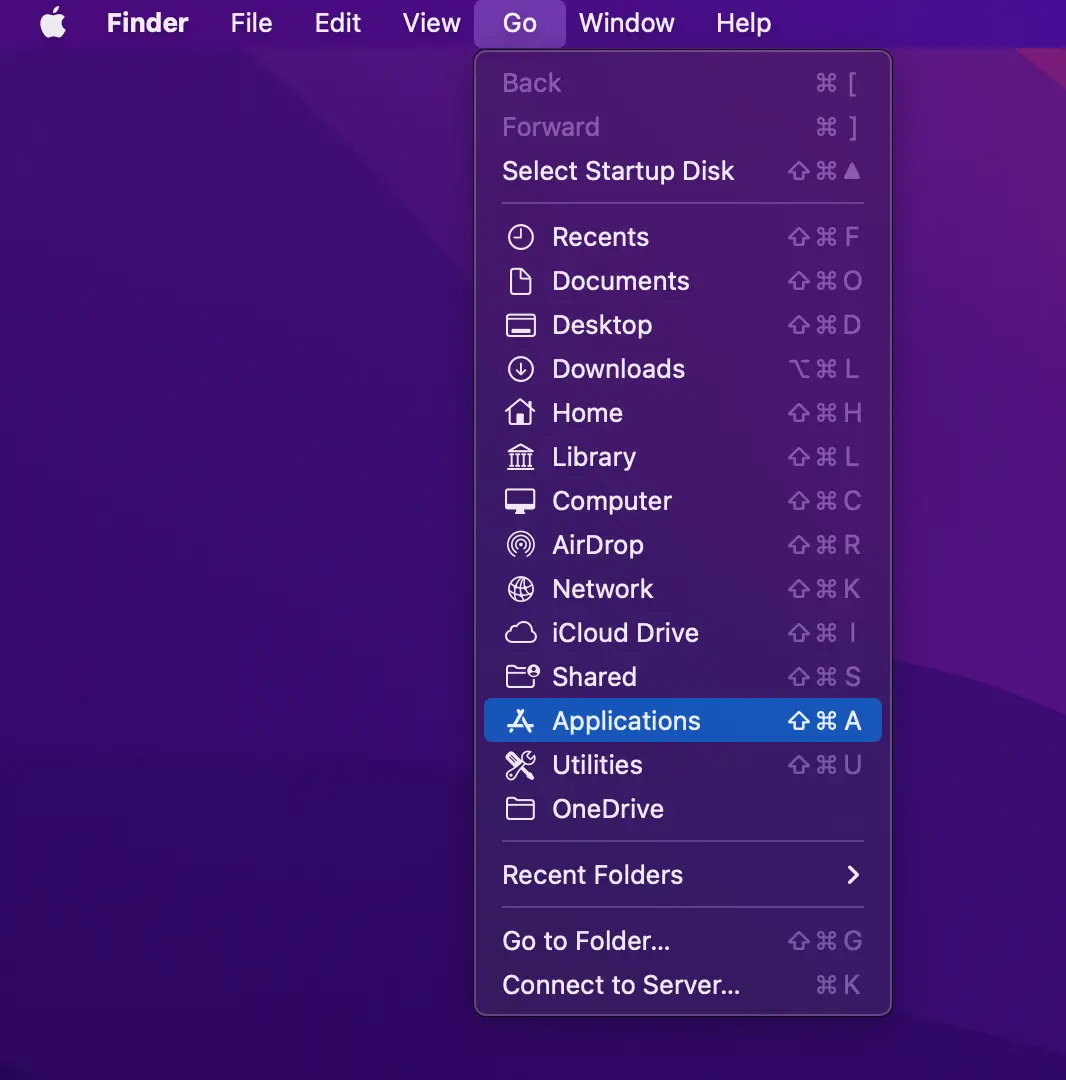 Finder File Edit View Go Window Help
Back ⌘ [
Forward ⌘ ]
Select Startup Disk ⇧ ⌘ ▲
Recents ⇧ ⌘ F
Documents ⇧ ⌘ O
Desktop ⇧ ⌘ D
Downloads ⌥ ⌘ L
Home ⇧ ⌘ H
Library ⇧ ⌘ L
Computer ⇧ ⌘ C
AirDrop ⇧ ⌘ R
Network ⇧ ⌘ K
iCloud Drive ⇧ ⌘ I
Shared ⇧ ⌘ S
Applications ⇧ ⌘ A
Utilities ⇧ ⌘ U
OneDrive
Recent Folders
Go to Folder... ⇧ ⌘ G
Connect to Server... ⌘ K